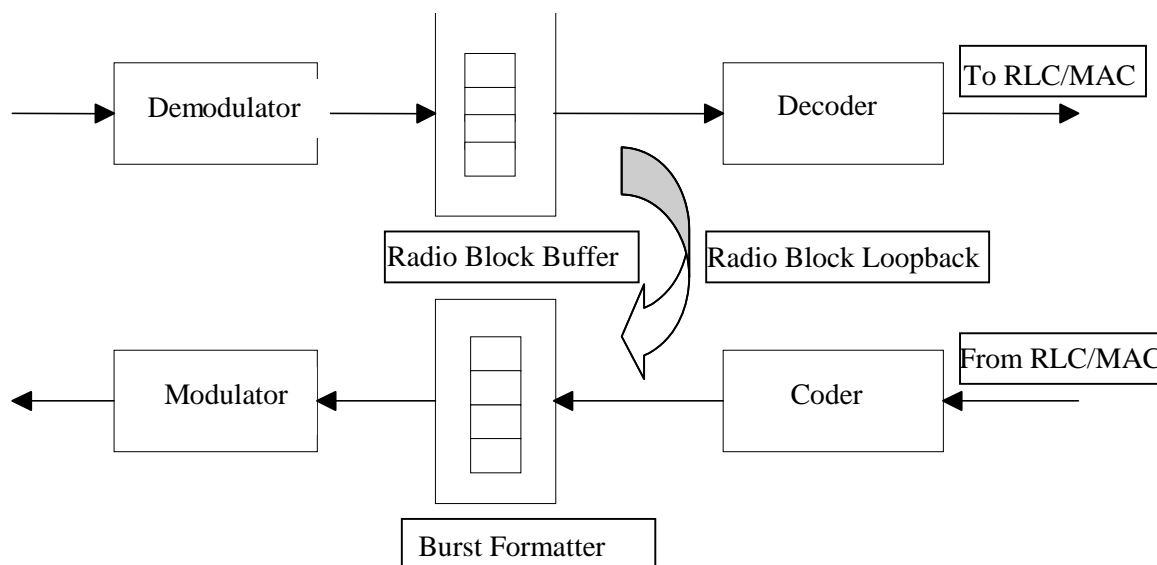 To RLC/MAC
Demodulator
Decoder
Radio Block Buffer
Radio Block Loopback
From RLC/MAC
Modulator
Coder
Burst Formatter